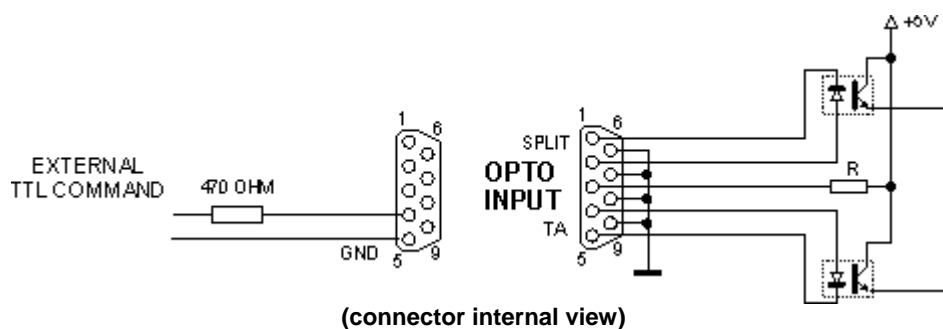 +5V
1
6
1
6
SPLIT
EXTERNAL
TTL COMMAND
470 OHM
OPTO
INPUT
R
TA
GND
5
9
5
9
(connector internal view)